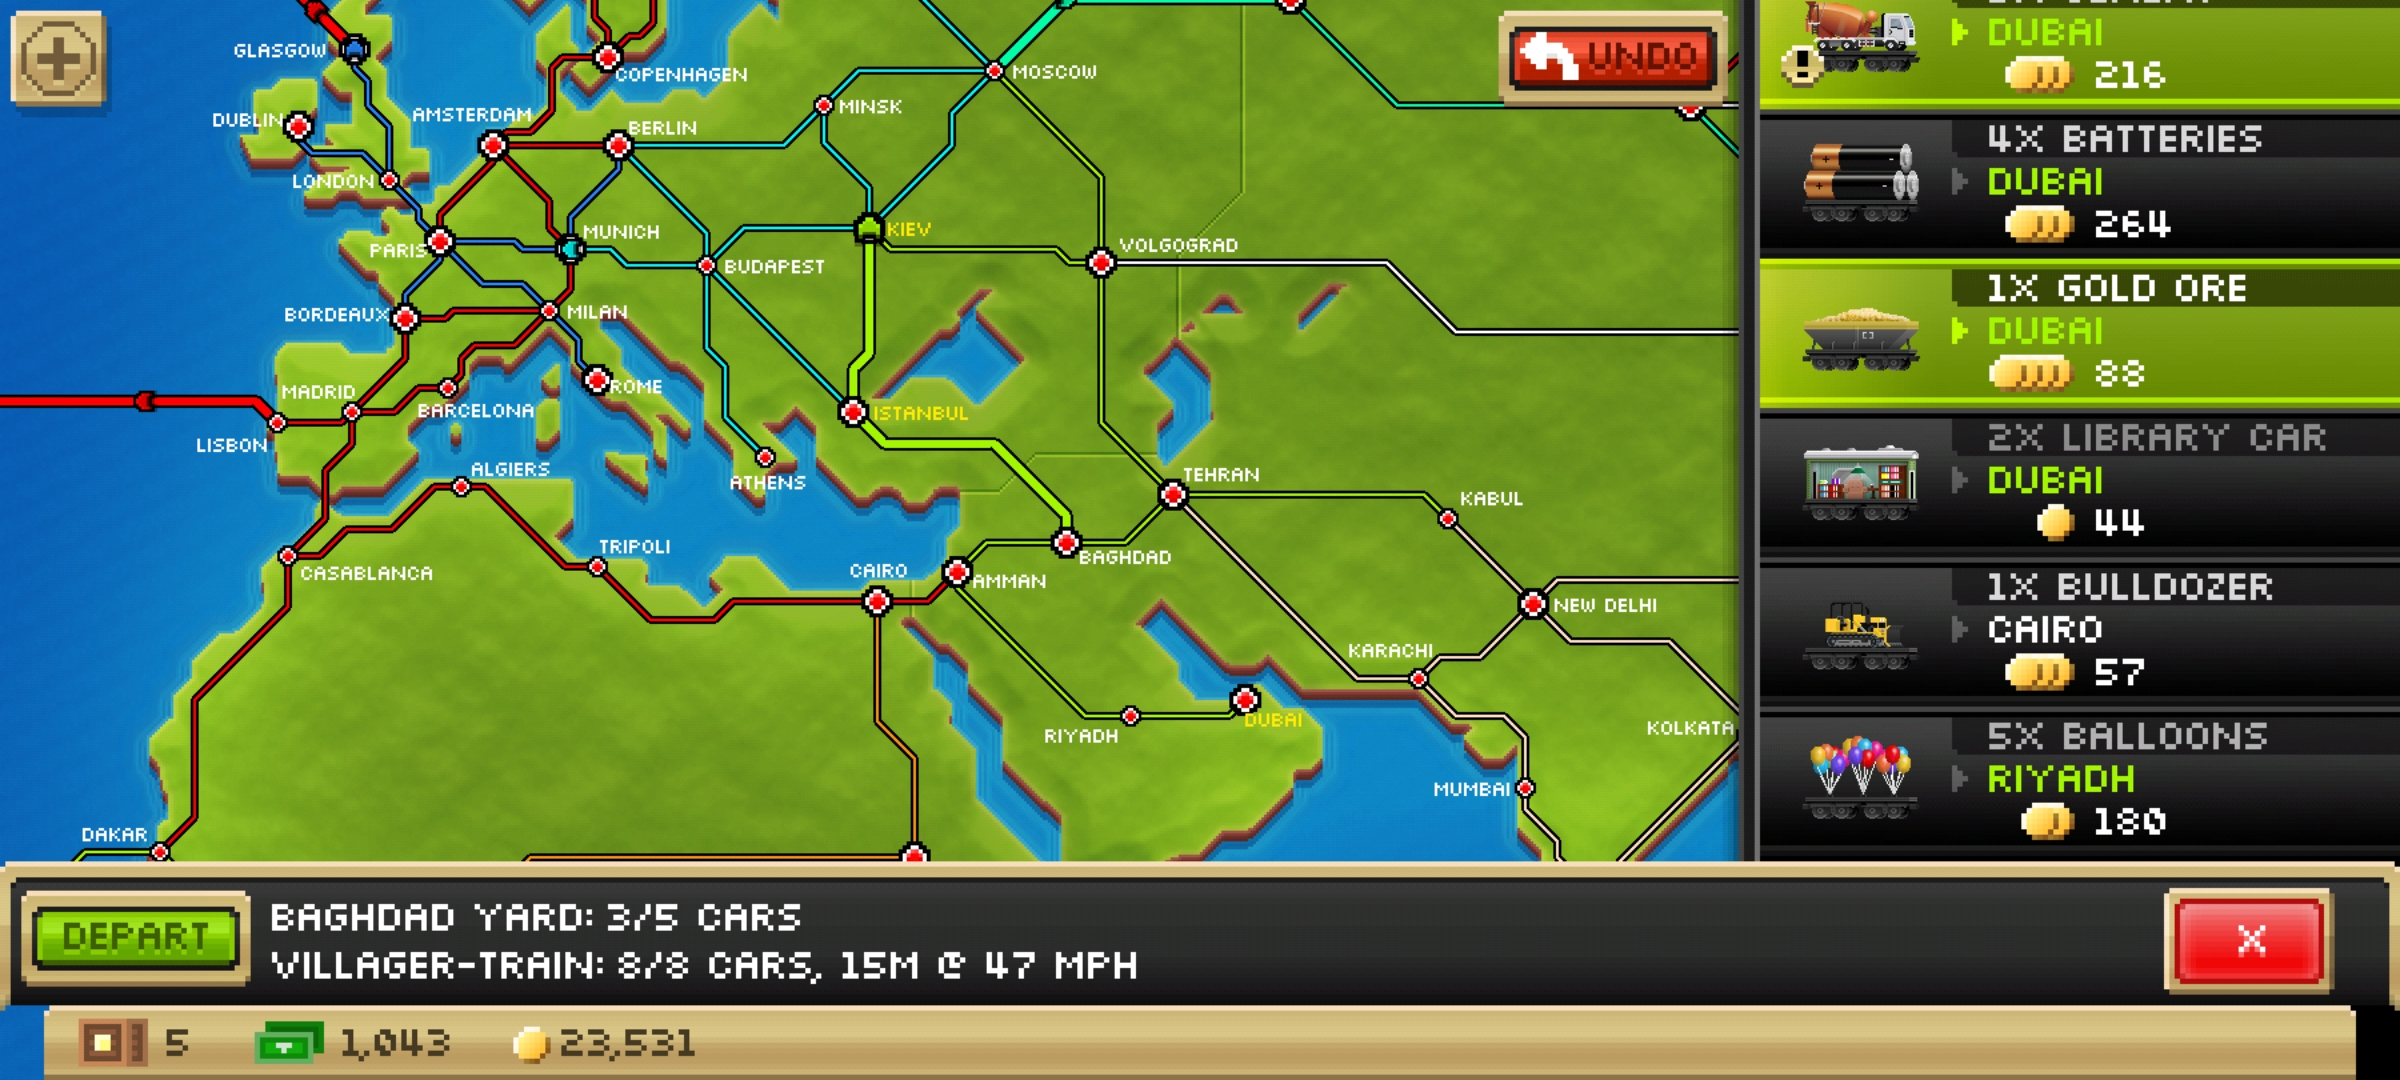 GLASGOW
COPENHAGEN
MOSCOW
UNDO
DUBLIN
AMSTERDAM
BERLIN
MINSK
LONDON
PARIS
MUNICH
KIEV
BUDAPEST
VOLGOGRAD
BORDEAUX
MILAN
MADRID
ROME
BARCELONA
ISTANBUL
LISBON
ALGIERS
ATHENS
TEHRAN
KABUL
TRIPOLI
CASABLANCA
CAIRO
BAGHDAD
AMMAN
NEW DELHI
KARACHI
RIYADH
DUBAI
KOLKATA
MUMBAI
DAKAR
DUBAI
216
4X BATTERIES
DUBAI
264
1X GOLD ORE
DUBAI
88
2X LIBRARY CAR
DUBAI
44
1X BULLDOZER
CAIRO
57
5X BALLOONS
RIYADH
180
DEPART
BAGHDAD YARD: 3/5 CARS
VILLAGER-TRAIN: 8/8 CARS, 15M @ 47 MPH
X
5
1,043
23,531